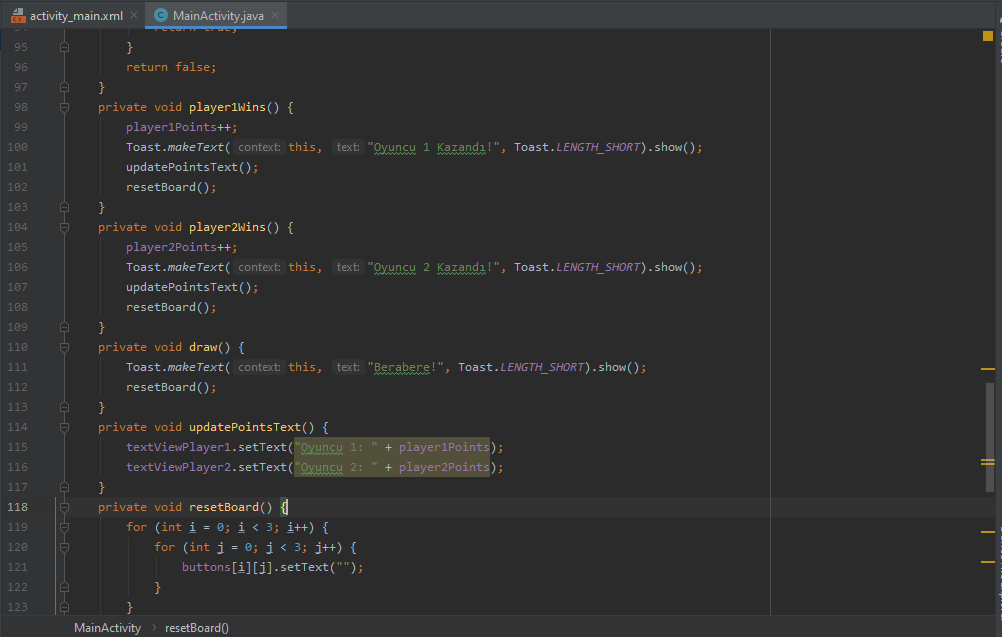 activity_main.xml MainActivity.java
95 }
96 return false;
97 }
98 private void player1Wins() {
99 player1Points++;
100 Toast.makeText( context: this, text: "Oyuncu 1 Kazandı!", Toast.LENGTH_SHORT).show();
101 updatePointsText();
102 resetBoard();
103 }
104 private void player2Wins() {
105 player2Points++;
106 Toast.makeText( context: this, text: "Oyuncu 2 Kazandı!", Toast.LENGTH_SHORT).show();
107 updatePointsText();
108 resetBoard();
109 }
110 private void draw() {
111 Toast.makeText( context: this, text: "Berabere!", Toast.LENGTH_SHORT).show();
112 resetBoard();
113 }
114 private void updatePointsText() {
115 textViewPlayer1.setText("Oyuncu 1: " + player1Points);
116 textViewPlayer2.setText("Oyuncu 2: " + player2Points);
117 }
118 private void resetBoard() {
119 for (int i = 0; i < 3; i++) {
120 for (int j = 0; j < 3; j++) {
121 buttons[i][j].setText("");
122 }
123 }
MainActivity › resetBoard()